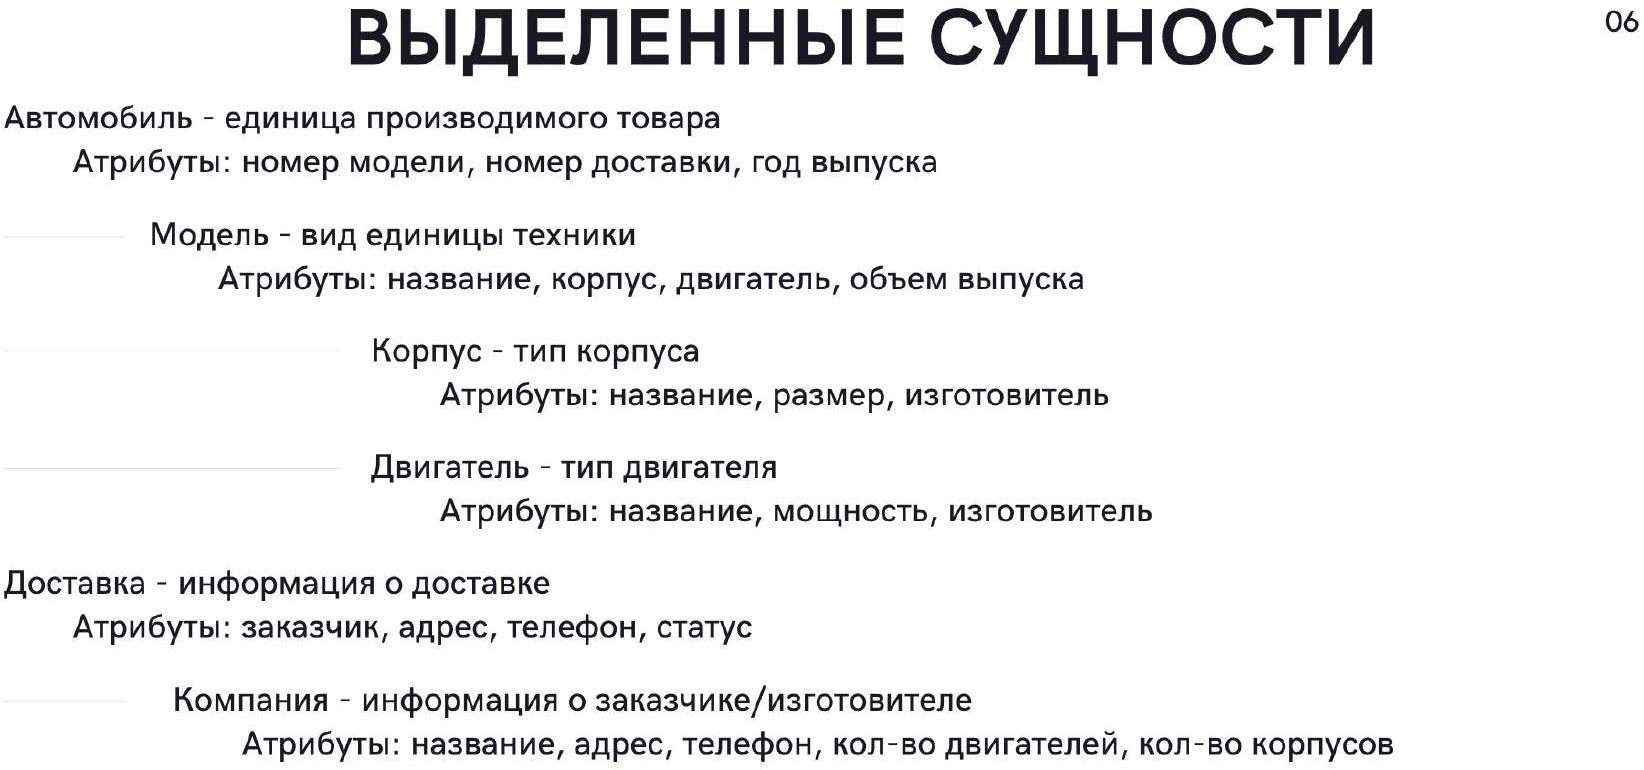 ВЫДЕЛЕННЫЕ СУЩНОСТИ
06
Автомобиль - единица производимого товара
Атрибуты: номер модели, номер доставки, год выпуска
Модель - вид единицы техники
Атрибуты: название, корпус, двигатель, объем выпуска
Корпус - тип корпуса
Атрибуты: название, размер, изготовитель
Двигатель - тип двигателя
Атрибуты: название, мощность, изготовитель
Доставка - информация о доставке
Атрибуты: заказчик, адрес, телефон, статус
Компания - информация о заказчике/изготовителе
Атрибуты: название, адрес, телефон, кол-во двигателей, кол-во корпусов